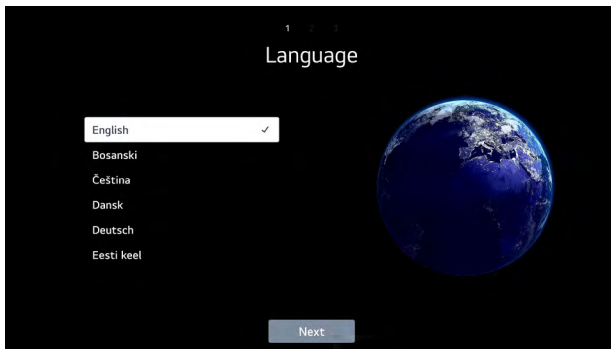 1 2 3
Language
English
Bosanski
Čeština
Dansk
Deutsch
Eesti keel
Next